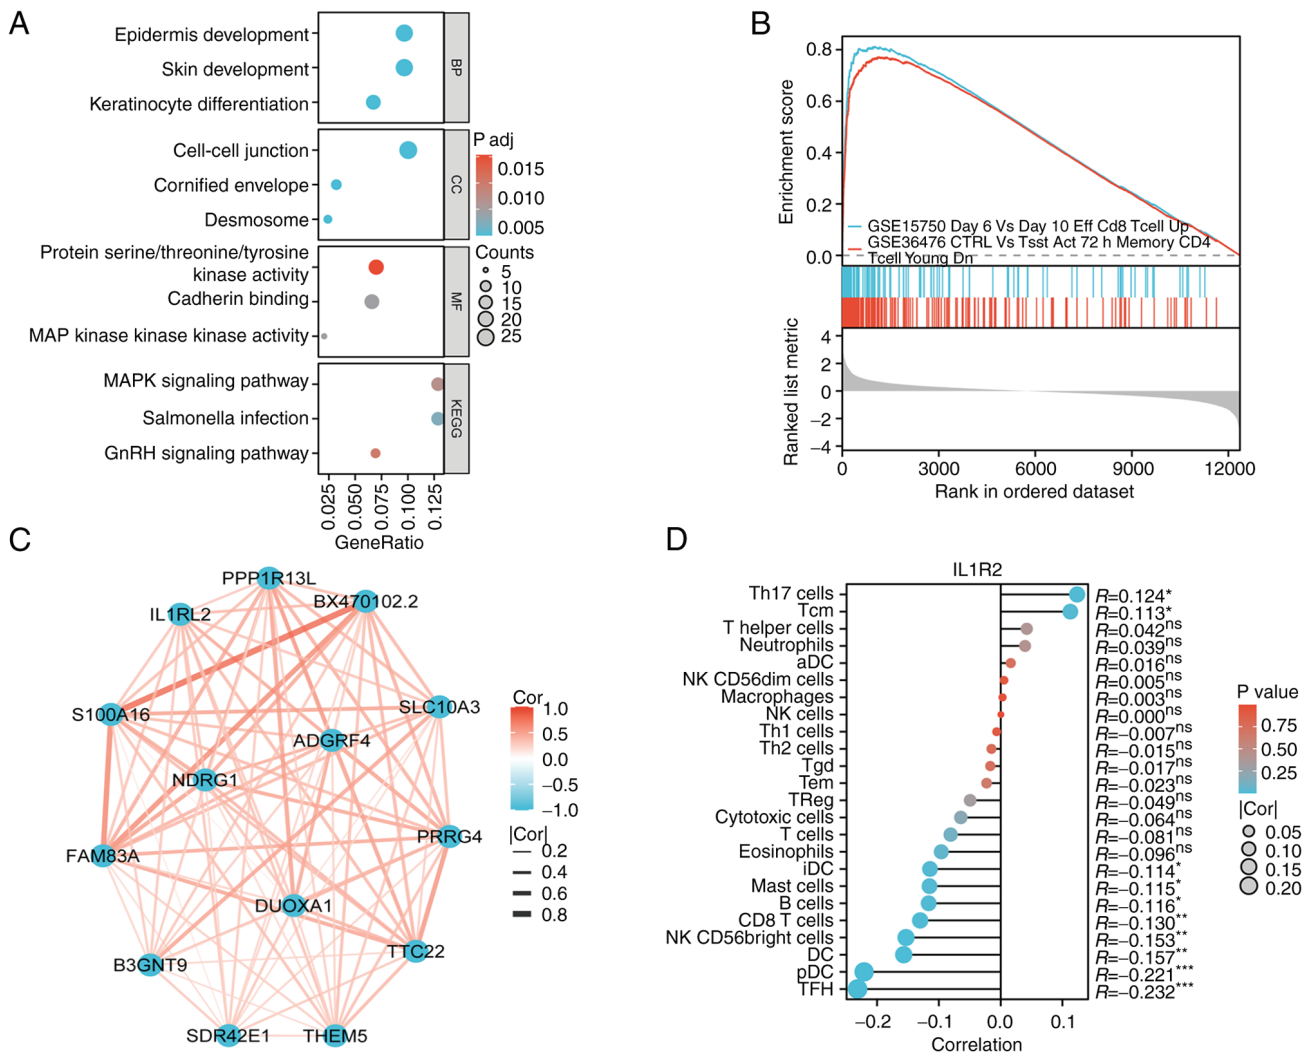 A
Epidermis development
Skin development
Keratinocyte differentiation
BP
Cell-cell junction
Cornified envelope
Desmosome
CC
Protein serine/threonine/tyrosine
kinase activity
Cadherin binding
MAP kinase kinase kinase activity
MF
MAPK signaling pathway
Salmonella infection
GnRH signaling pathway
KEGG
0.025
0.050
0.075
0.100
0.125
GeneRatio
P adj
0.015
0.010
0.005
Counts
5
10
15
20
25
B
Enrichment score
0.8
0.6
0.4
0.2
0.0
GSE15750 Day 6 Vs Day 10 Eff Cd8 Tcell Up
GSE36476 CTRL Vs Tsst Act 72 h Memory CD4
Tcell Young Dn
Ranked list metric
4
2
0
−2
−4
0 3000 6000 9000 12000
Rank in ordered dataset
C
PPP1R13L
BX470102.2
IL1RL2
S100A16
SLC10A3
ADGRF4
NDRG1
PRRG4
FAM83A
DUOXA1
TTC22
B3GNT9
SDR42E1
THEM5
Cor
1.0
0.5
0.0
−0.5
−1.0
|Cor|
0.2
0.4
0.6
0.8
D
IL1R2
Th17 cells R=0.124*
Tcm R=0.113*
T helper cells R=0.042ns
Neutrophils R=0.039ns
aDC R=0.016ns
NK CD56dim cells R=0.005ns
Macrophages R=0.003ns
NK cells R=0.000ns
Th1 cells R=−0.007ns
Th2 cells R=−0.015ns
Tgd R=−0.017ns
Tem R=−0.023ns
TReg R=−0.049ns
Cytotoxic cells R=−0.064ns
T cells R=−0.081ns
Eosinophils R=−0.096ns
iDC R=−0.114*
Mast cells R=−0.115*
B cells R=−0.116*
CD8 T cells R=−0.130**
NK CD56bright cells R=−0.153**
DC R=−0.157**
pDC R=−0.221***
TFH R=−0.232***
−0.2 −0.1 0.0 0.1
Correlation
P value
0.75
0.50
0.25
|Cor|
0.05
0.10
0.15
0.20